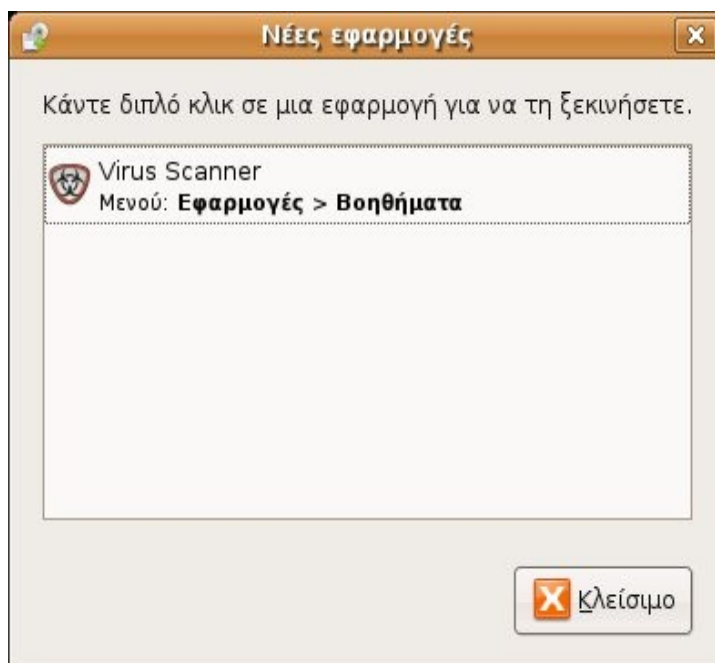 Νέες εφαρμογές
Κάντε διπλό κλικ σε μια εφαρμογή για να τη ξεκινήσετε.
Virus Scanner
Μενού: Εφαρμογές > Βοηθήματα
Κλείσιμο